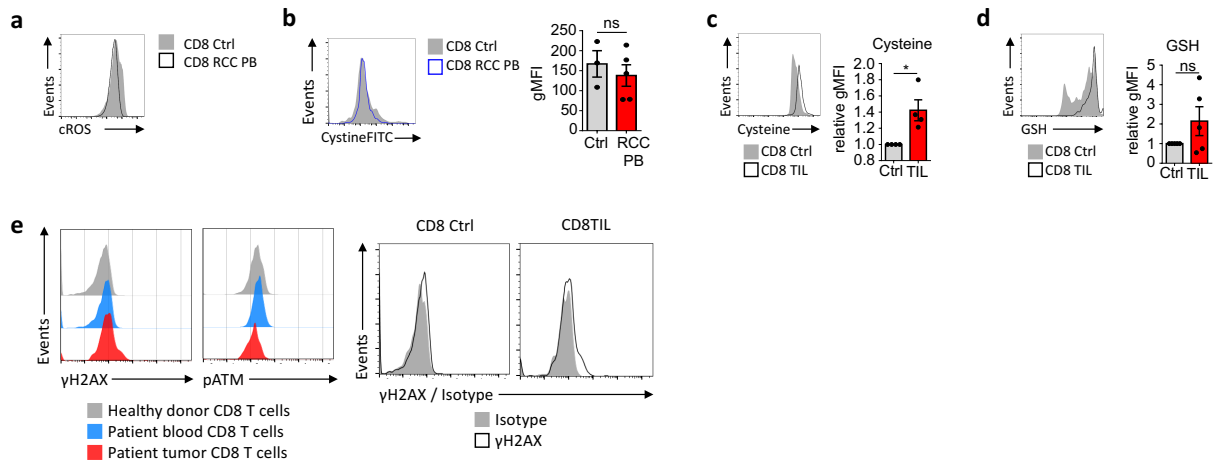 a
Events
cROS
CD8 Ctrl
CD8 RCC PB
b
Events
CystineFITC
CD8 Ctrl
CD8 RCC PB
ns
gMFI
250
200
150
100
50
0
Ctrl
RCC
PB
c
Events
Cysteine
CD8 Ctrl
CD8 TIL
Cysteine
*
relative gMFI
2.0
1.8
1.6
1.4
1.2
1.0
0.8
Ctrl TIL
d
Events
GSH
CD8 Ctrl
CD8 TIL
GSH
ns
relative gMFI
5
4
3
2
1
0
Ctrl TIL
e
Events
γH2AX
pATM
Healthy donor CD8 T cells
Patient blood CD8 T cells
Patient tumor CD8 T cells
CD8 Ctrl
CD8TIL
Events
γH2AX / Isotype
Isotype
γH2AX